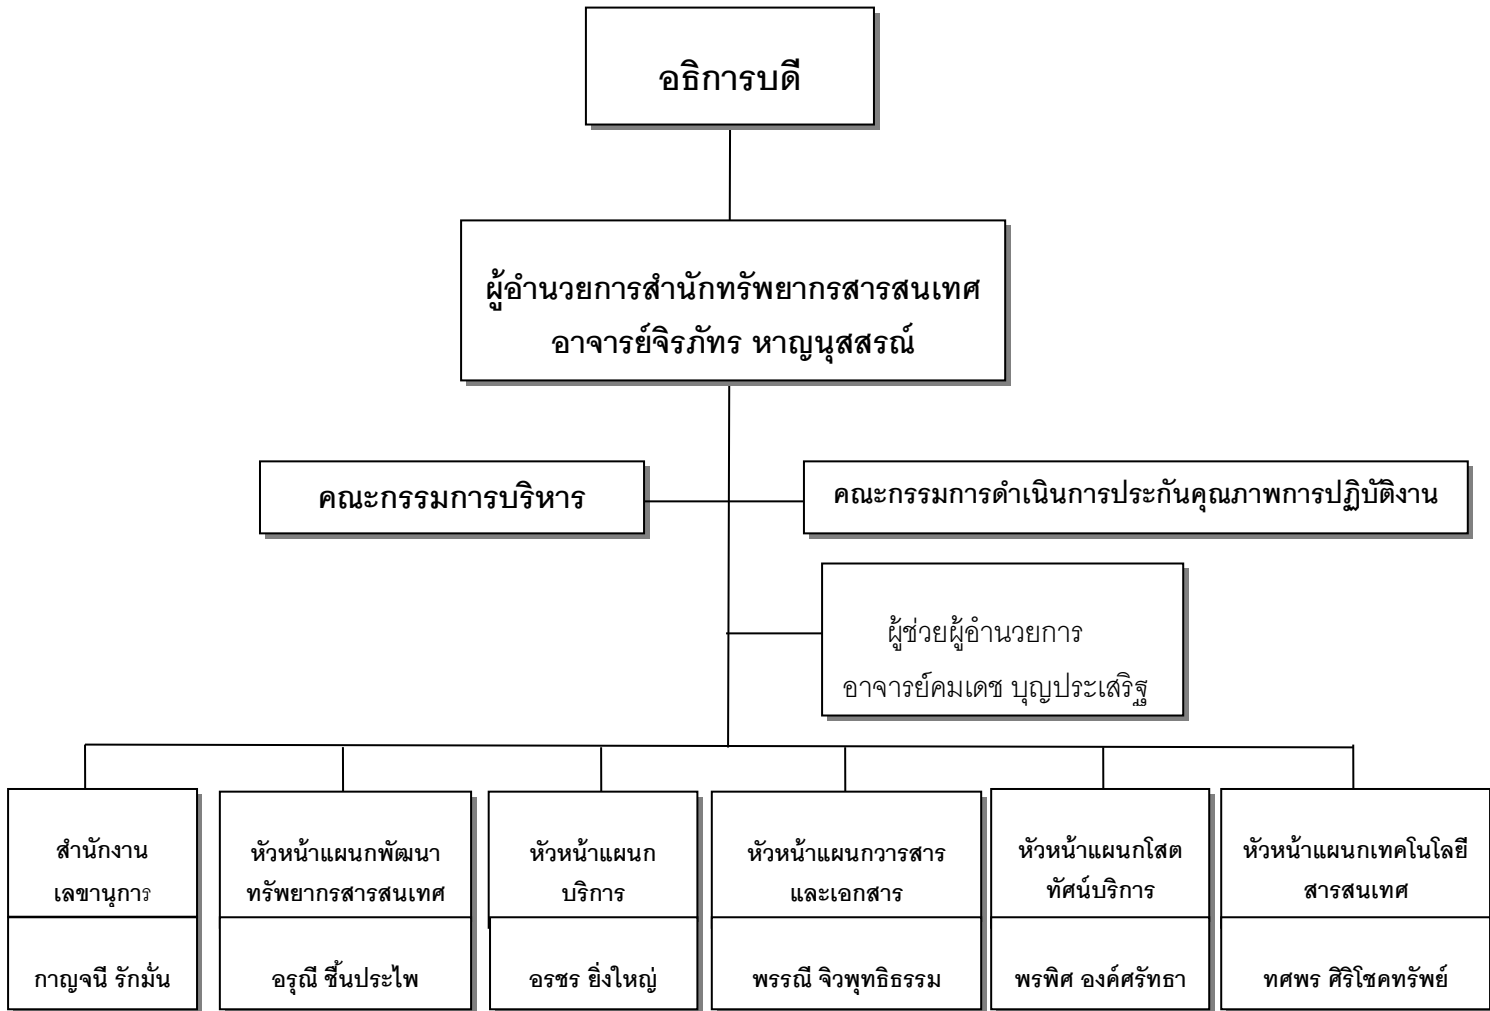 อธิการบดี
ผู้อำนวยการสำนักทรัพยากรสารสนเทศ
อาจารย์จิรภัทร หาญนุสสรณ์
คณะกรรมการบริหาร
คณะกรรมการดำเนินการประกันคุณภาพการปฏิบัติงาน
ผู้ช่วยผู้อำนวยการ
อาจารย์คมเดช บุญประเสริฐ
สำนักงาน
เลขานุการ
กาญจนี รักมั่น
หัวหน้าแผนกพัฒนา
ทรัพยากรสารสนเทศ
อรุณี ชื้นประไพ
หัวหน้าแผนก
บริการ
อรชร ยิ่งใหญ่
หัวหน้าแผนกวารสาร
และเอกสาร
พรรณี จิวพุทธิธรรม
หัวหน้าแผนกโสต
ทัศน์บริการ
พรพิศ องค์ศรัทธา
หัวหน้าแผนกเทคโนโลยี
สารสนเทศ
ทศพร ศิริโชคทรัพย์